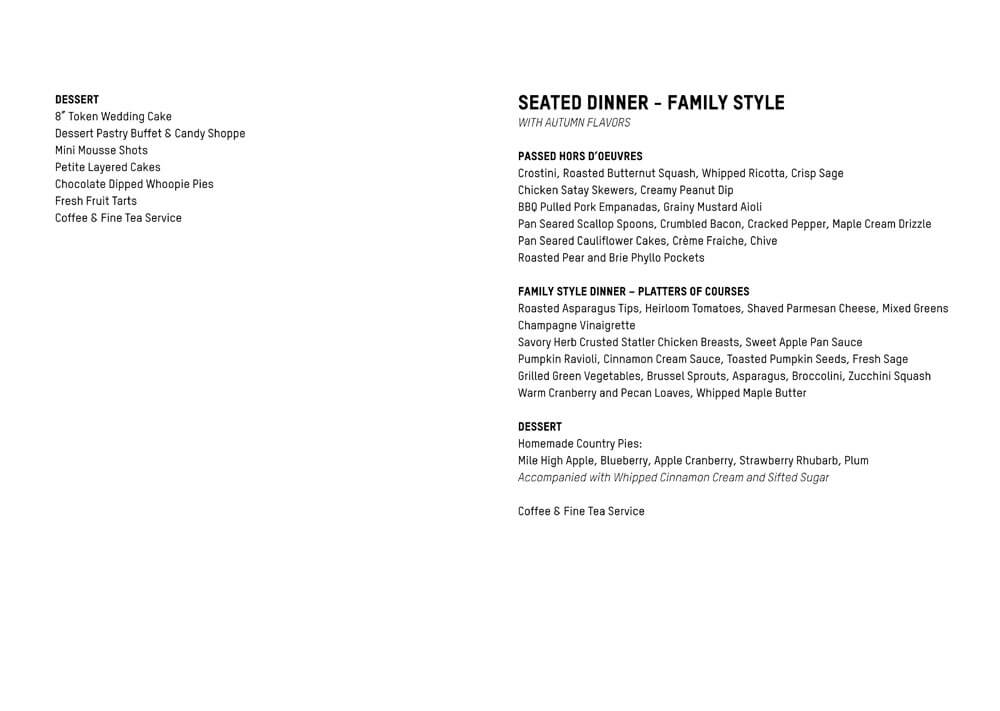 DESSERT
8" Token Wedding Cake
Dessert Pastry Buffet & Candy Shoppe
Mini Mousse Shots
Petite Layered Cakes
Chocolate Dipped Whoopie Pies
Fresh Fruit Tarts
Coffee & Fine Tea Service
SEATED DINNER - FAMILY STYLE
WITH AUTUMN FLAVORS
PASSED HORS D'OEUVRES
Crostini, Roasted Butternut Squash, Whipped Ricotta, Crisp Sage
Chicken Satay Skewers, Creamy Peanut Dip
BBQ Pulled Pork Empanadas, Grainy Mustard Aioli
Pan Seared Scallop Spoons, Crumbled Bacon, Cracked Pepper, Maple Cream Drizzle
Pan Seared Cauliflower Cakes, Crème Fraiche, Chive
Roasted Pear and Brie Phyllo Pockets
FAMILY STYLE DINNER – PLATTERS OF COURSES
Roasted Asparagus Tips, Heirloom Tomatoes, Shaved Parmesan Cheese, Mixed Greens
Champagne Vinaigrette
Savory Herb Crusted Statler Chicken Breasts, Sweet Apple Pan Sauce
Pumpkin Ravioli, Cinnamon Cream Sauce, Toasted Pumpkin Seeds, Fresh Sage
Grilled Green Vegetables, Brussel Sprouts, Asparagus, Broccolini, Zucchini Squash
Warm Cranberry and Pecan Loaves, Whipped Maple Butter
DESSERT
Homemade Country Pies:
Mile High Apple, Blueberry, Apple Cranberry, Strawberry Rhubarb, Plum
Accompanied with Whipped Cinnamon Cream and Sifted Sugar
Coffee & Fine Tea Service